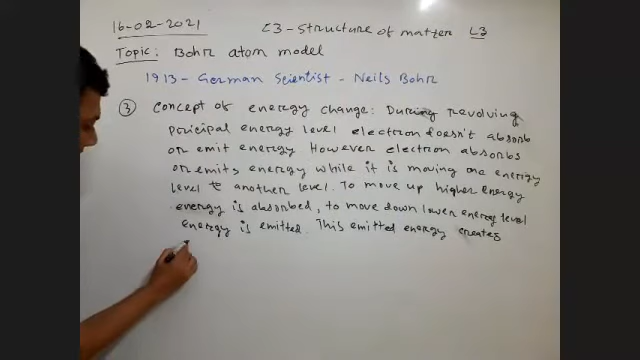 16-02-2021 C3-Structure of matter L3
Topic: Bohr atom model
1913 - German Scientist - Neils Bohr
③ Concept of energy change: During revolving
pricipal energy level electron doesn't absorb
or emit energy However electron absorbs
or emits energy while it is moving one energy
level to another level. To move up higher energy
energy is absorbed, to move down lower energy level
energy is emitted. This emitted energy creates